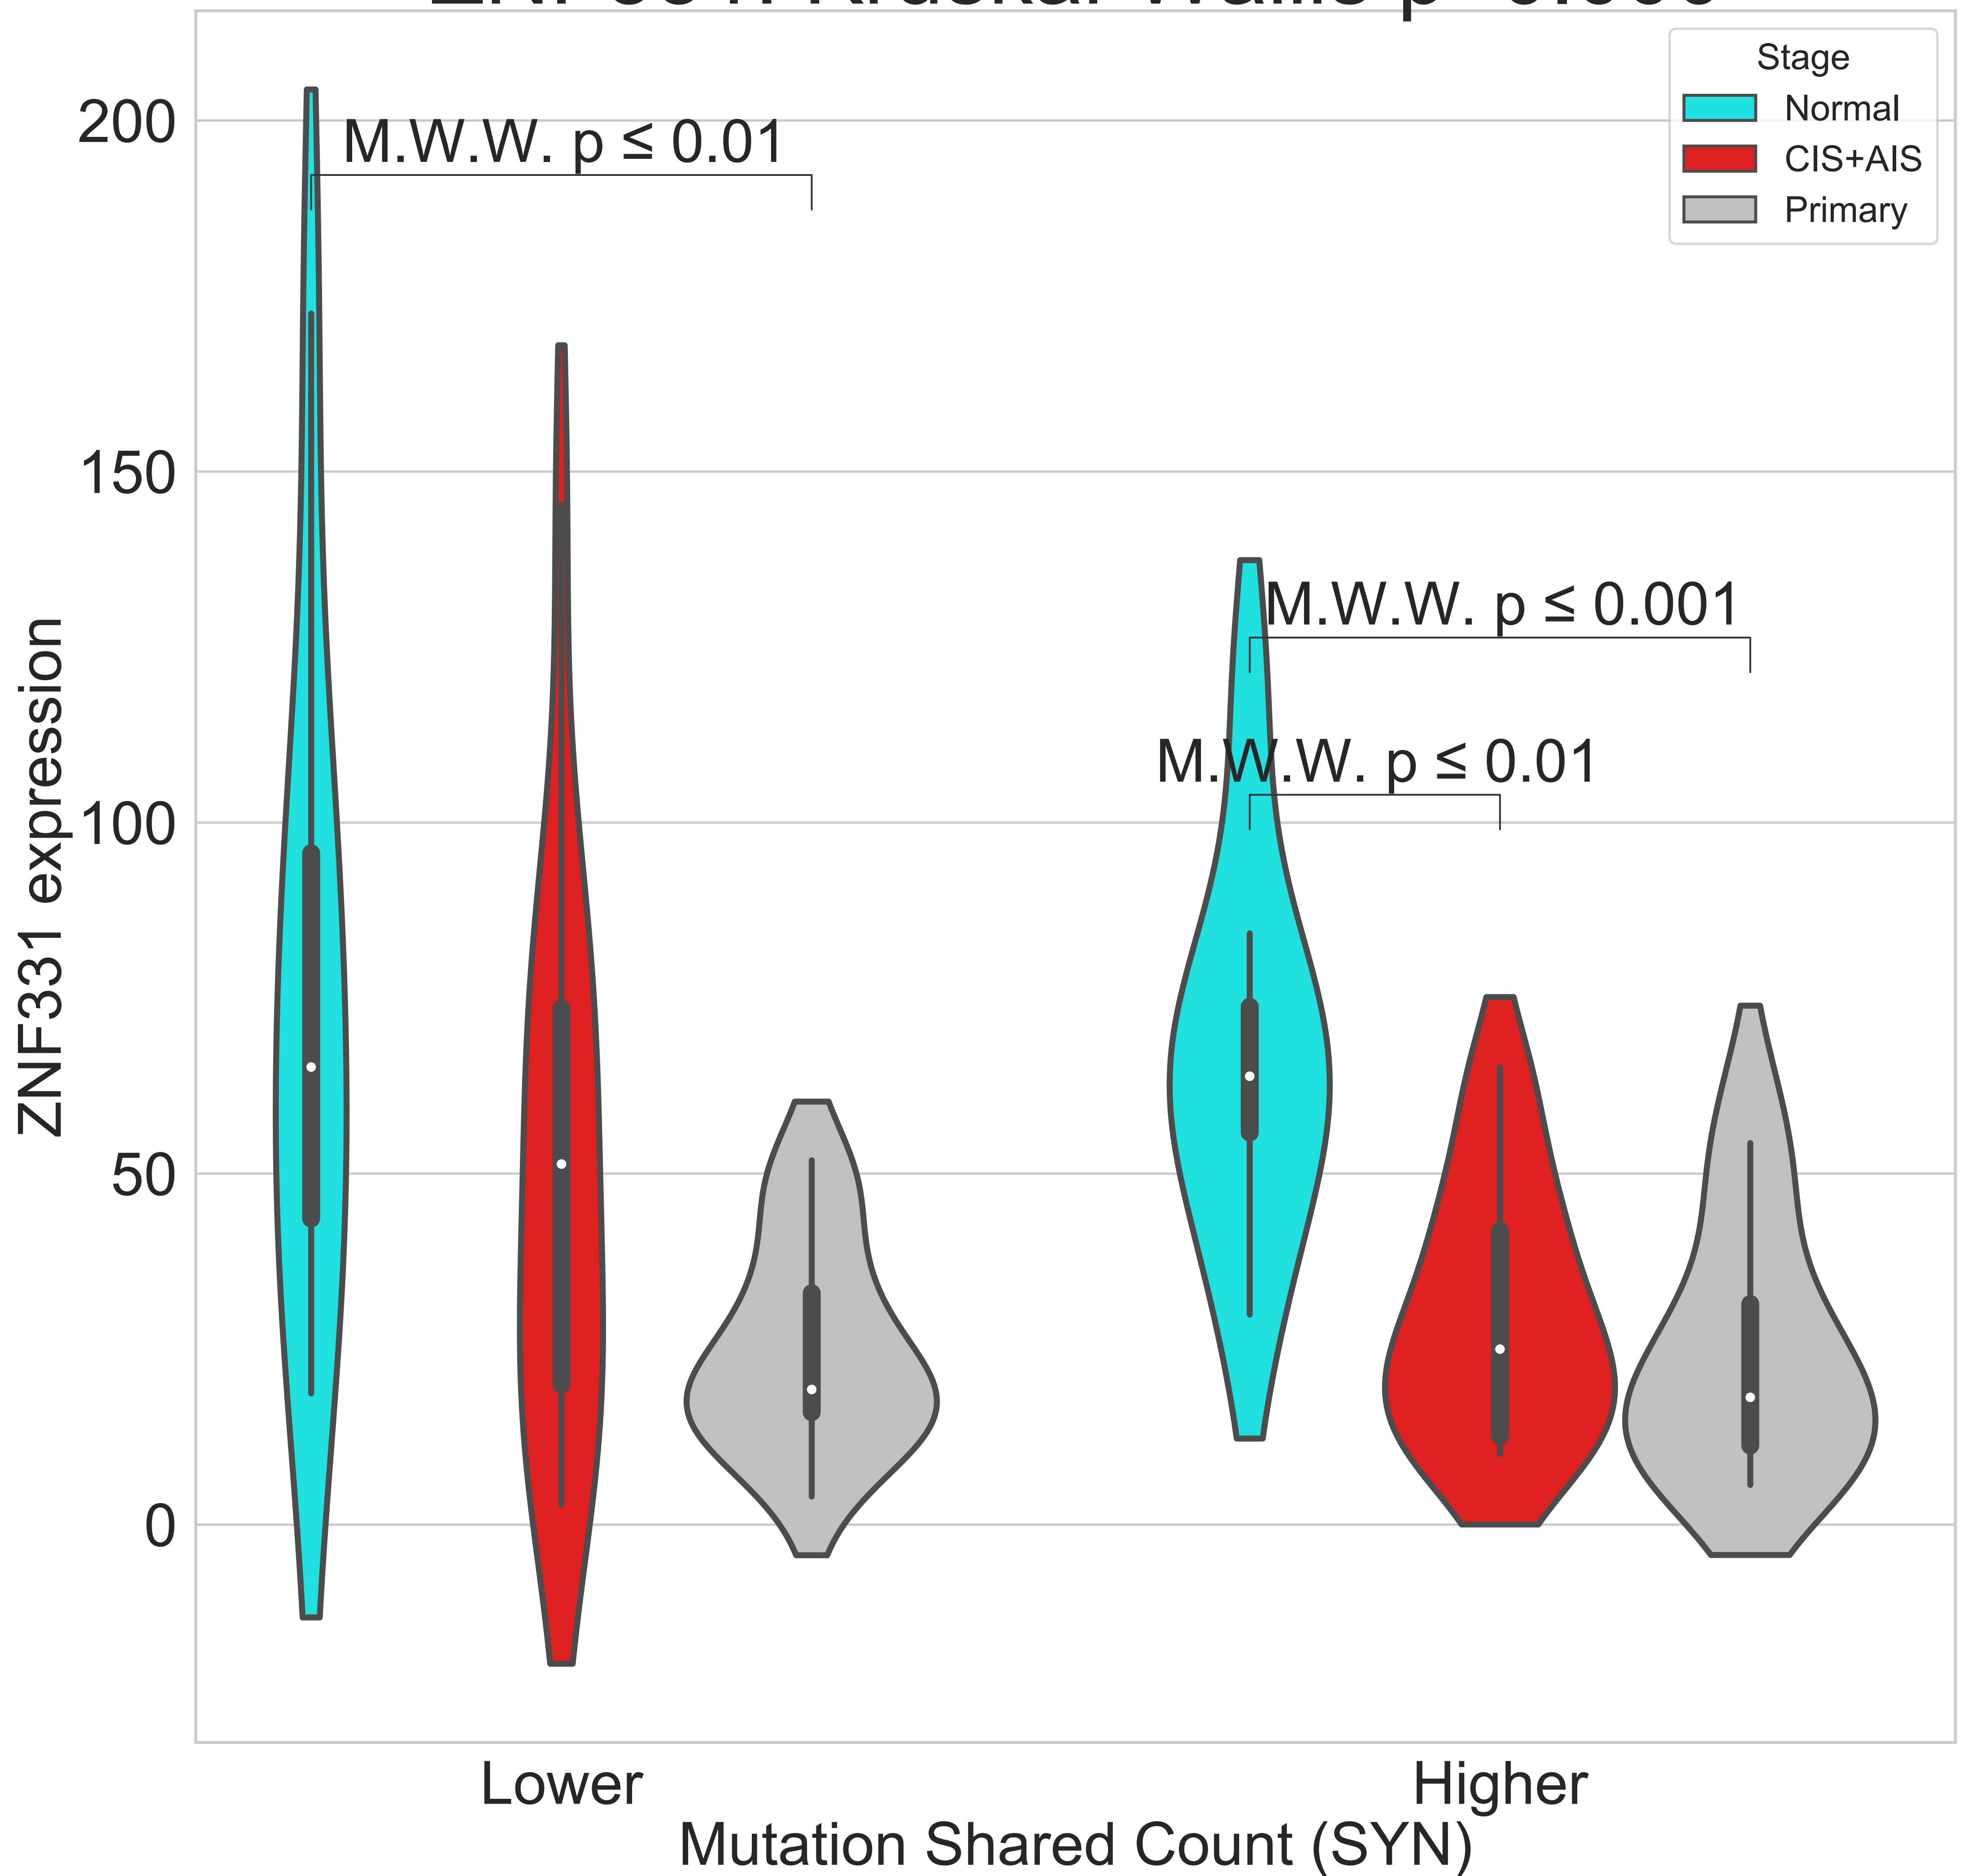 Stage
Normal
CIS+AIS
Primary
200
150
100
50
0
ZNF331 expression
M.W.W. p ≤ 0.01
M.W.W. p ≤ 0.001
M.W.W. p ≤ 0.01
Lower
Higher
Mutation Shared Count (SYN)